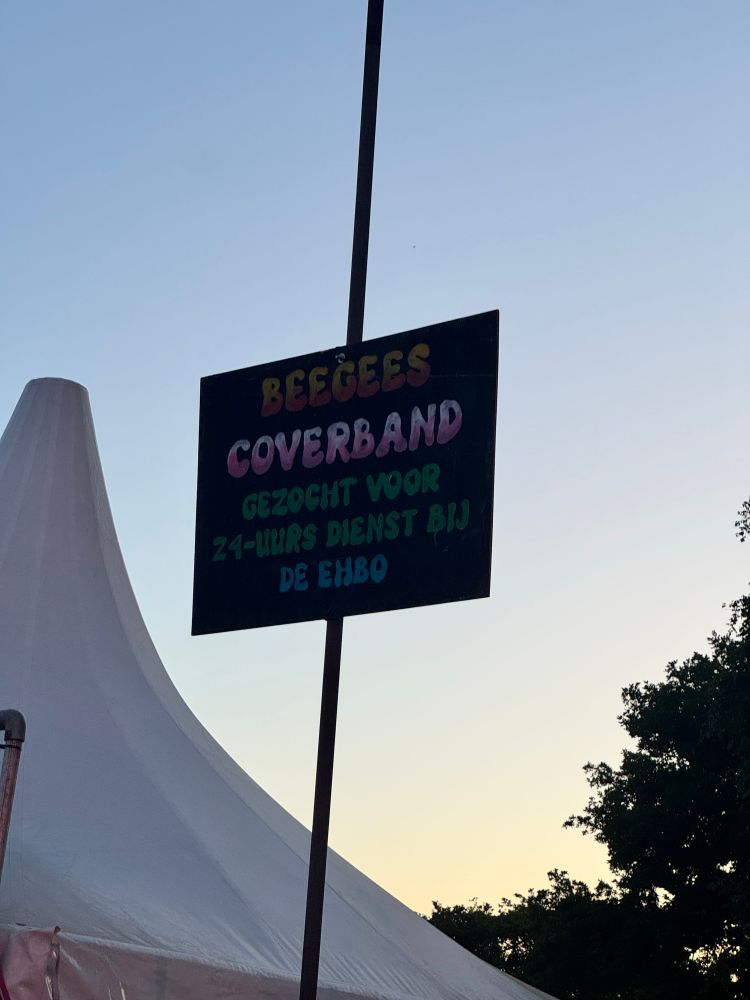 BEEGEES
COVERBAND
GEZOCHT VOOR
24-UURS DIENST BIJ
DE EHBO